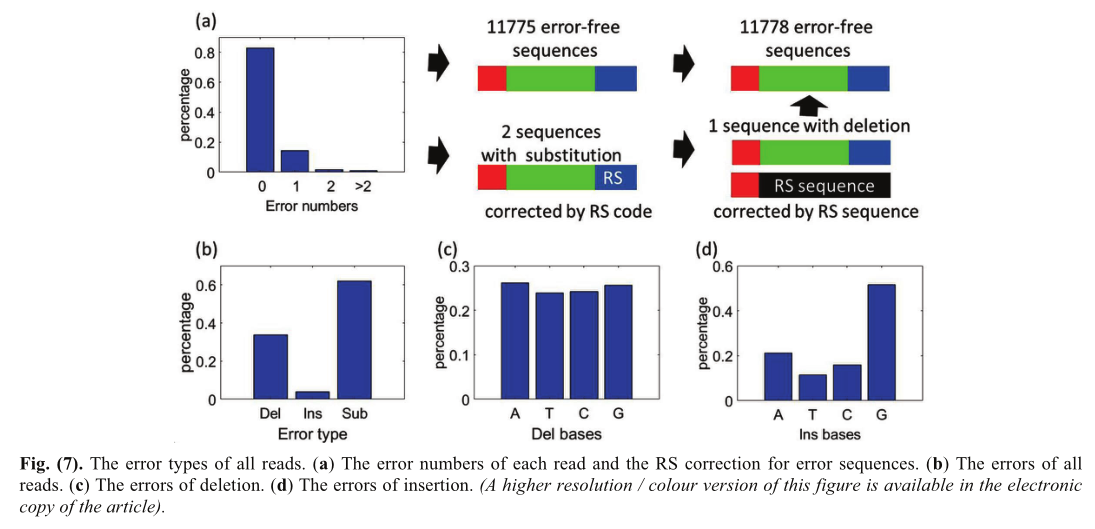 (a)
percentage
0.8
0.6
0.4
0.2
0
0 1 2 >2
Error numbers
11775 error-free
sequences
2 sequences
with substitution
RS
corrected by RS code
11778 error-free
sequences
1 sequence with deletion
RS sequence
corrected by RS sequence
(b)
percentage
0.6
0.4
0.2
0
Del Ins Sub
Error type
(c)
percentage
0.3
0.2
0.1
0
A T C G
Del bases
(d)
percentage
0.6
0.4
0.2
0
A T C G
Ins bases
Fig. (7). The error types of all reads. (a) The error numbers of each read and the RS correction for error sequences. (b) The errors of all
reads. (c) The errors of deletion. (d) The errors of insertion. (A higher resolution / colour version of this figure is available in the electronic
copy of the article).